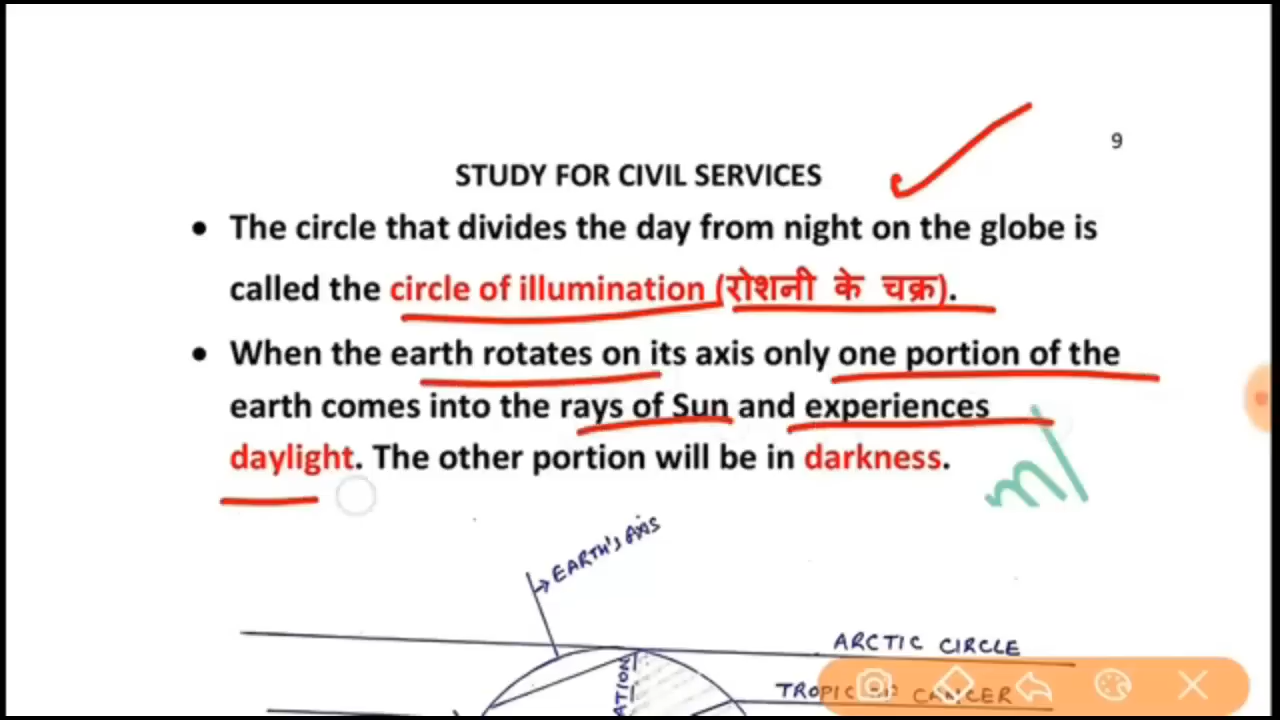 9
STUDY FOR CIVIL SERVICES
• The circle that divides the day from night on the globe is
called the circle of illumination (रोशनी के चक्र).
• When the earth rotates on its axis only one portion of the
earth comes into the rays of Sun and experiences
daylight. The other portion will be in darkness.
EARTH'S AXIS
ARCTIC CIRCLE
TROPIC OF CANCER